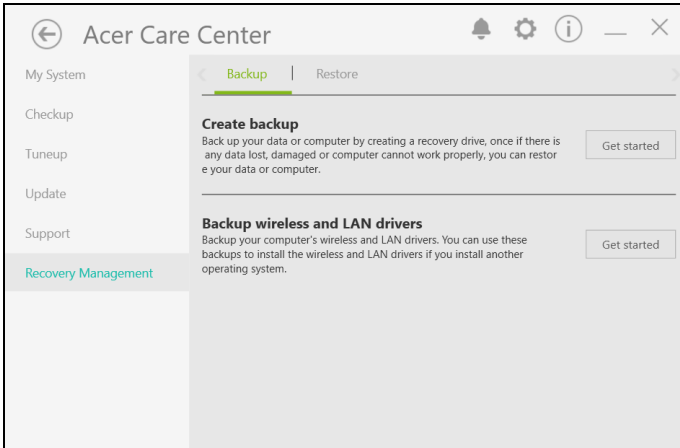 Acer Care Center
My System
Checkup
Tuneup
Update
Support
Recovery Management
Backup | Restore
Create backup
Back up your data or computer by creating a recovery drive, once if there is
any data lost, damaged or computer cannot work properly, you can restor
e your data or computer.
Get started
Backup wireless and LAN drivers
Backup your computer's wireless and LAN drivers. You can use these
backups to install the wireless and LAN drivers if you install another
operating system.
Get started